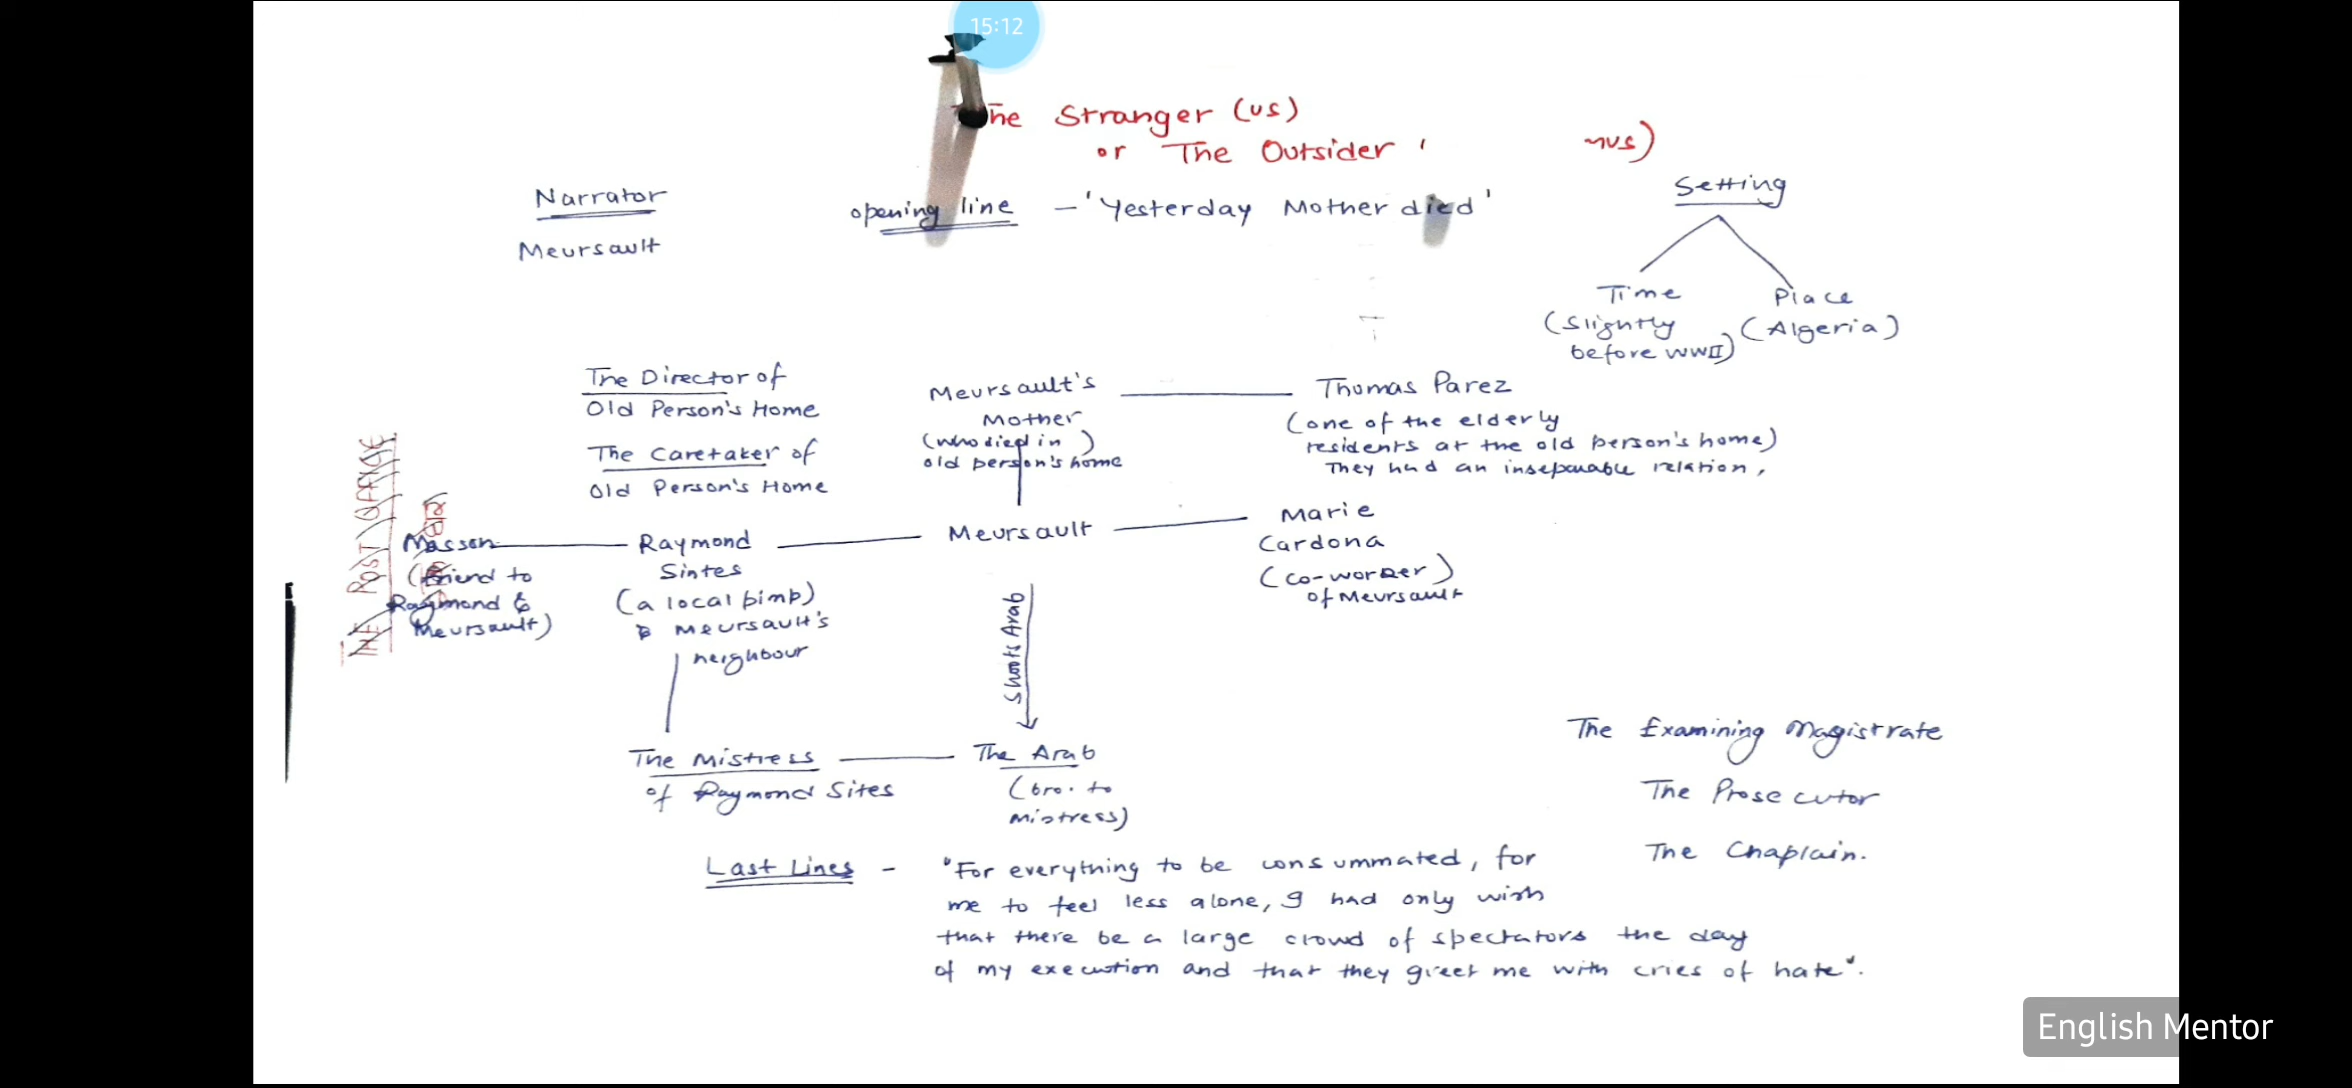 15:12
The Stranger (US)
or The Outsider
mus)
Narrator
Meursault
opening line - 'Yesterday Mother died'
Setting
Time
(slightly
before WWII)
Place
(Algeria)
The Director of
Old Person's Home
The Caretaker of
Old Person's Home
Meursault's
Mother
(who died in)
old person's home
Thomas Parez
(one of the elderly
residents at the old person's home)
They had an inseparable relation,
THE POST OFFICE
Masson
(friend to
Raymond &
Meursault)
Raymond
Sintes
(a local pimp)
& Meursault's
neighbour
Meursault
Marie
Cardona
(co-worker)
of Meursault
Shoots Arab
The Mistress
of Raymond Sites
The Arab
(bro. to
mistress)
The Examining Magistrate
The Prosecutor
The Chaplain.
Last Lines - "For everything to be consummated, for
me to feel less alone, I had only wish
that there be a large crowd of spectators the day
of my execution and that they greet me with cries of hate".
English Mentor